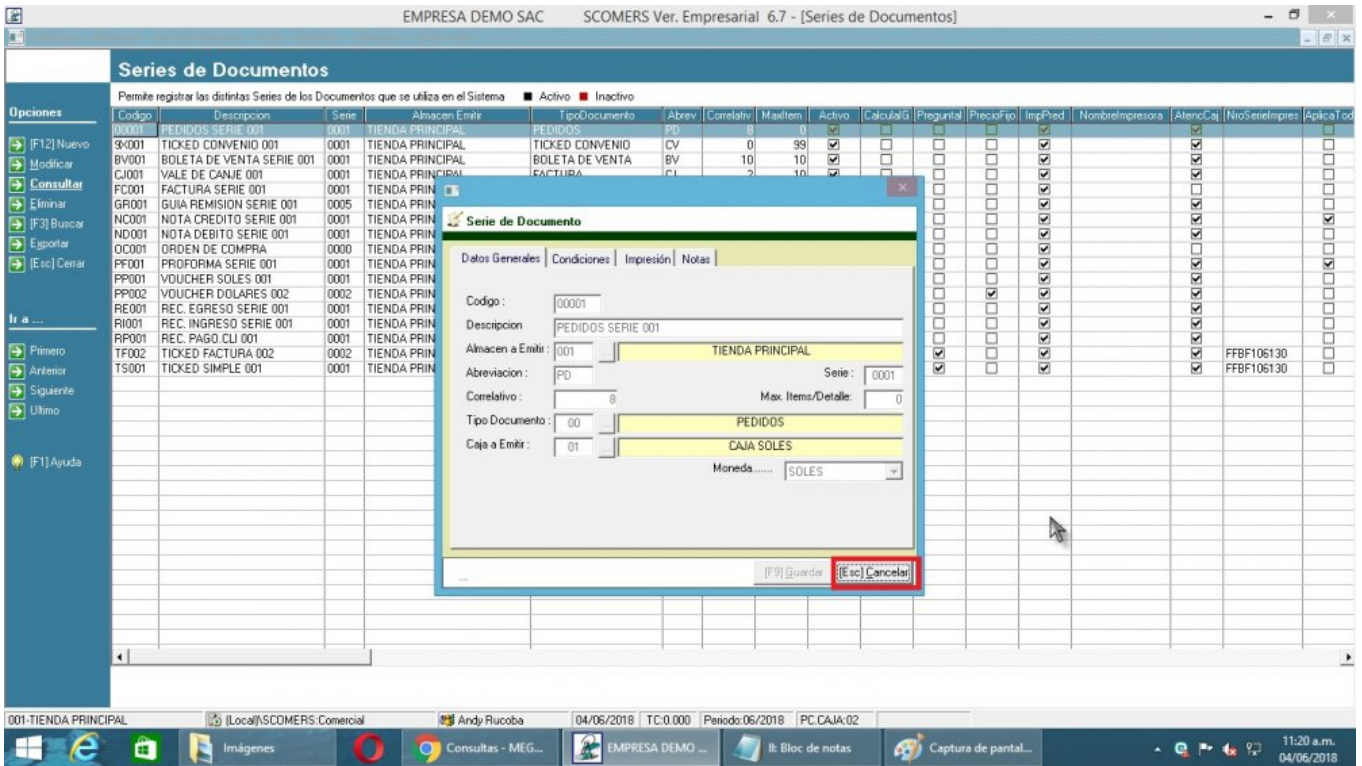 EMPRESA DEMO SAC SCOMERS Ver. Empresarial 6.7 - [Series de Documentos]
Series de Documentos
Permite registrar las distintas Series de los Documentos que se utiliza en el Sistema Activo Inactivo
Opciones
[F12] Nuevo
Modificar
Consultar
Eliminar
[F3] Buscar
Exportar
[Esc] Cerrar
Ir a ...
Primero
Anterior
Siguiente
Ultimo
[F1] Ayuda
Codigo Descripcion Serie Almacen Emitir TipoDocumento Abrev Correlativ MaxItem Activo CalculaIG PreguntaI PrecioFijo ImpPred NombreImpresora AtencCaj NroSerieImpres AplicaTod
00001 PEDIDOS SERIE 001 0001 TIENDA PRINCIPAL PEDIDOS PD 8 0
TICKED CONVENIO 001 0001 TIENDA PRINCIPAL TICKED CONVENIO CV 0 99
BV001 BOLETA DE VENTA SERIE 001 0001 TIENDA PRINCIPAL BOLETA DE VENTA BV 10 10
CJ001 VALE DE CANJE 001 0001 TIENDA PRINCIPAL FACTURA CJ 2 10
FC001 FACTURA SERIE 001 0001 TIENDA PRIN
GR001 GUIA REMISION SERIE 001 0005 TIENDA PRIN
NC001 NOTA CREDITO SERIE 001 0001 TIENDA PRIN
ND001 NOTA DEBITO SERIE 001 0001 TIENDA PRIN
OC001 ORDEN DE COMPRA 0000 TIENDA PRIN
PF001 PROFORMA SERIE 001 0001 TIENDA PRIN
PP001 VOUCHER SOLES 001 0001 TIENDA PRIN
PP002 VOUCHER DOLARES 002 0002 TIENDA PRIN
RE001 REC. EGRESO SERIE 001 0001 TIENDA PRIN
RI001 REC. INGRESO SERIE 001 0001 TIENDA PRIN
RP001 REC. PAGO.CLI 001 0001 TIENDA PRIN
TF002 TICKED FACTURA 002 0002 TIENDA PRIN FFBF106130
TS001 TICKED SIMPLE 001 0001 TIENDA PRIN FFBF106130
Serie de Documento
Datos Generales Condiciones Impresión Notas
Codigo : 00001
Descripcion PEDIDOS SERIE 001
Almacen a Emitir : 001 ... TIENDA PRINCIPAL
Abreviacion : PD Serie : 0001
Correlativo : 8 Max. Items/Detalle: 0
Tipo Documento : 00 ... PEDIDOS
Caja a Emitir : 01 ... CAJA SOLES
Moneda....... SOLES
... [F9] Guardar [Esc] Cancelar
001-TIENDA PRINCIPAL (Local)\SCOMERS:Comercial Andy Rucoba 04/06/2018 TC:0.000 Periodo:06/2018 PC.CAJA:02
Imágenes Consultas - MEG... EMPRESA DEMO ... II: Bloc de notas Captura de pantal... 11:20 a.m.
04/06/2018